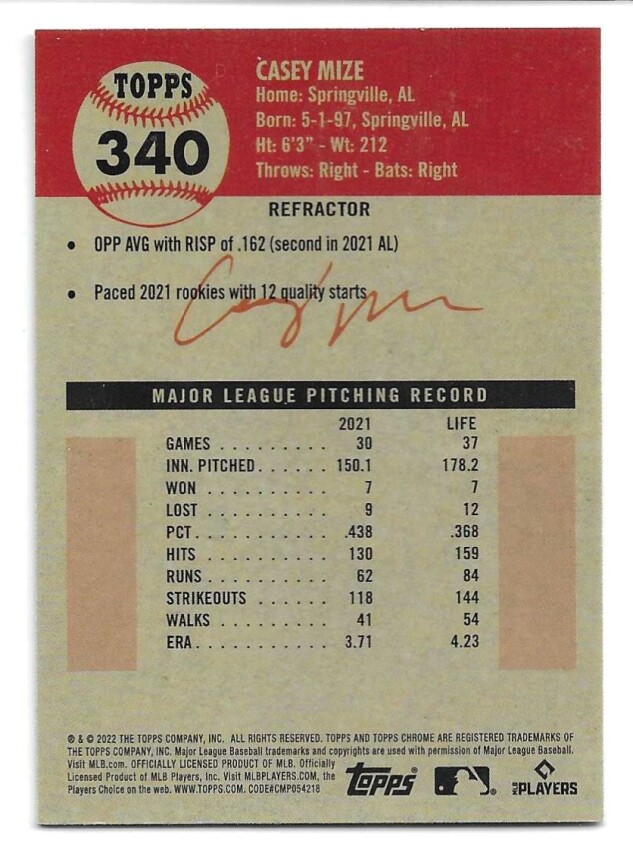 TOPPS
340
CASEY MIZE
Home: Springville, AL
Born: 5-1-97, Springville, AL
Ht: 6'3" - Wt: 212
Throws: Right - Bats: Right
REFRACTOR
• OPP AVG with RISP of .162 (second in 2021 AL)
• Paced 2021 rookies with 12 quality starts
MAJOR LEAGUE PITCHING RECORD
2021 LIFE
GAMES . . . . . . . . . 30 37
INN. PITCHED. . . . . . 150.1 178.2
WON . . . . . . . . . . 7 7
LOST . . . . . . . . . . 9 12
PCT. . . . . . . . . . . .438 .368
HITS . . . . . . . . . . 130 159
RUNS . . . . . . . . . . 62 84
STRIKEOUTS . . . . . . 118 144
WALKS . . . . . . . . . 41 54
ERA. . . . . . . . . . . 3.71 4.23
® & © 2022 THE TOPPS COMPANY, INC. ALL RIGHTS RESERVED. TOPPS AND TOPPS CHROME ARE REGISTERED TRADEMARKS OF
THE TOPPS COMPANY, INC. Major League Baseball trademarks and copyrights are used with permission of Major League Baseball.
Visit MLB.com. OFFICIALLY LICENSED PRODUCT OF MLB. Officially
Licensed Product of MLB Players, Inc. Visit MLBPLAYERS.COM, the
Players Choice on the web. WWW.TOPPS.COM. CODE#CMP054218
Topps®
MLB PLAYERS